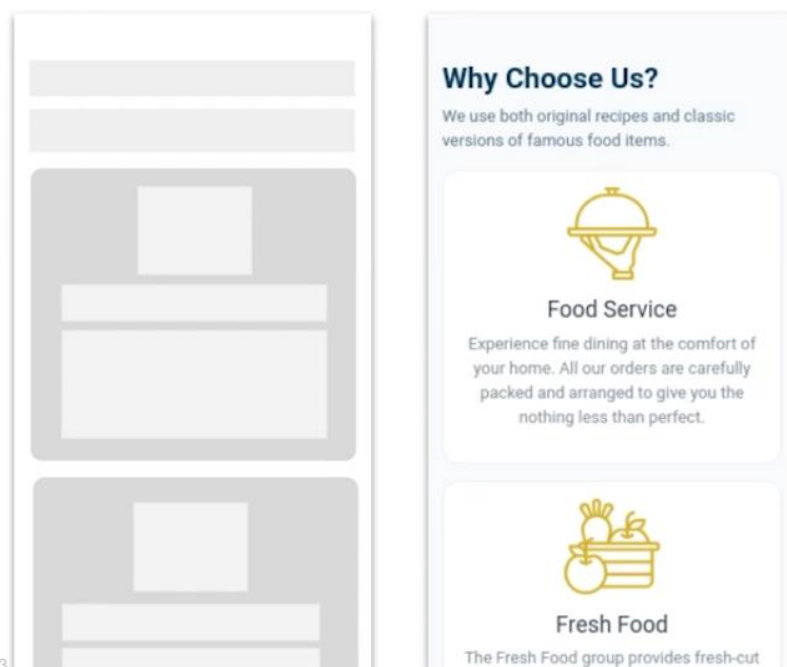 Why Choose Us?
We use both original recipes and classic
versions of famous food items.
Food Service
Experience fine dining at the comfort of
your home. All our orders are carefully
packed and arranged to give you the
nothing less than perfect.
Fresh Food
The Fresh Food group provides fresh-cut
3